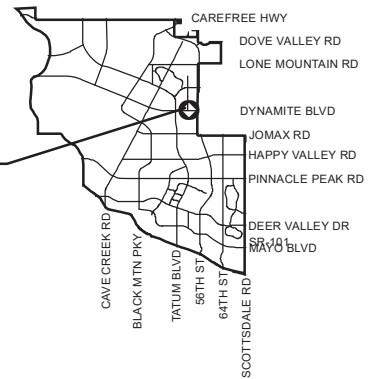 CAREFREE HWY
DOVE VALLEY RD
LONE MOUNTAIN RD
DYNAMITE BLVD
JOMAX RD
HAPPY VALLEY RD
PINNACLE PEAK RD
DEER VALLEY DR
SR-101
MAYO BLVD
CAVE CREEK RD
BLACK MTN PKY
TATUM BLVD
56TH ST
64TH ST
SCOTTSDALE RD